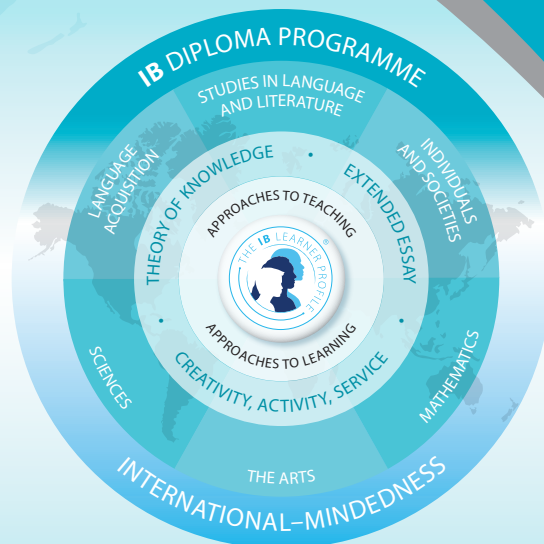 IB DIPLOMA PROGRAMME
STUDIES IN LANGUAGE
AND LITERATURE
LANGUAGE
ACQUISITION
INDIVIDUALS
AND SOCIETIES
THEORY OF KNOWLEDGE
•
EXTENDED ESSAY
APPROACHES TO TEACHING
THE IB LEARNER PROFILE
®
APPROACHES TO LEARNING
•
CREATIVITY, ACTIVITY, SERVICE
•
SCIENCES
MATHEMATICS
THE ARTS
INTERNATIONAL–MINDEDNESS